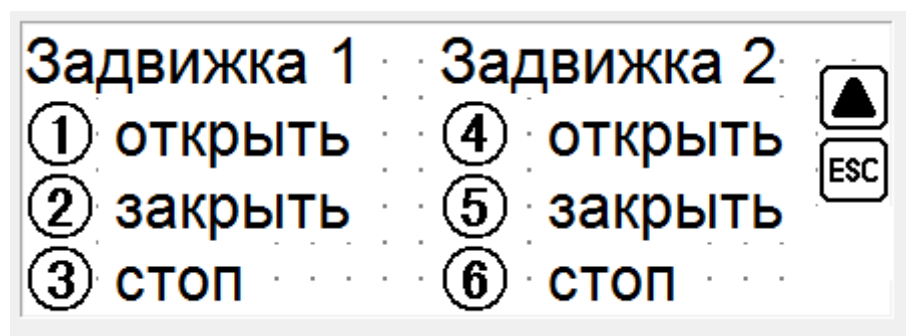 Задвижка 1 Задвижка 2
① открыть ④ открыть
ESC
② закрыть ⑤ закрыть
③ стоп ⑥ стоп